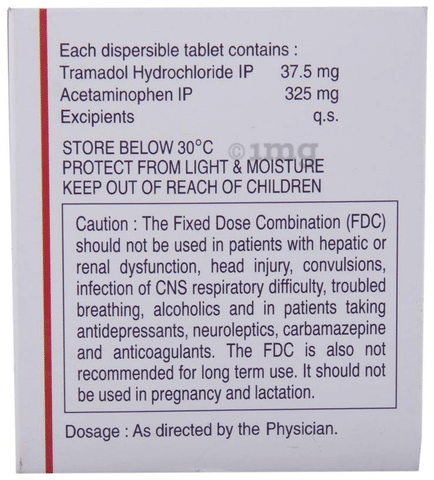 Each dispersible tablet contains :
Tramadol Hydrochloride IP 37.5 mg
Acetaminophen IP 325 mg
Excipients q.s.
STORE BELOW 30°C
©1mg
PROTECT FROM LIGHT & MOISTURE
KEEP OUT OF REACH OF CHILDREN
Caution : The Fixed Dose Combination (FDC)
should not be used in patients with hepatic or
renal dysfunction, head injury, convulsions,
infection of CNS respiratory difficulty, troubled
breathing, alcoholics and in patients taking
antidepressants, neuroleptics, carbamazepine
and anticoagulants. The FDC is also not
recommended for long term use. It should not
be used in pregnancy and lactation.
Dosage : As directed by the Physician.